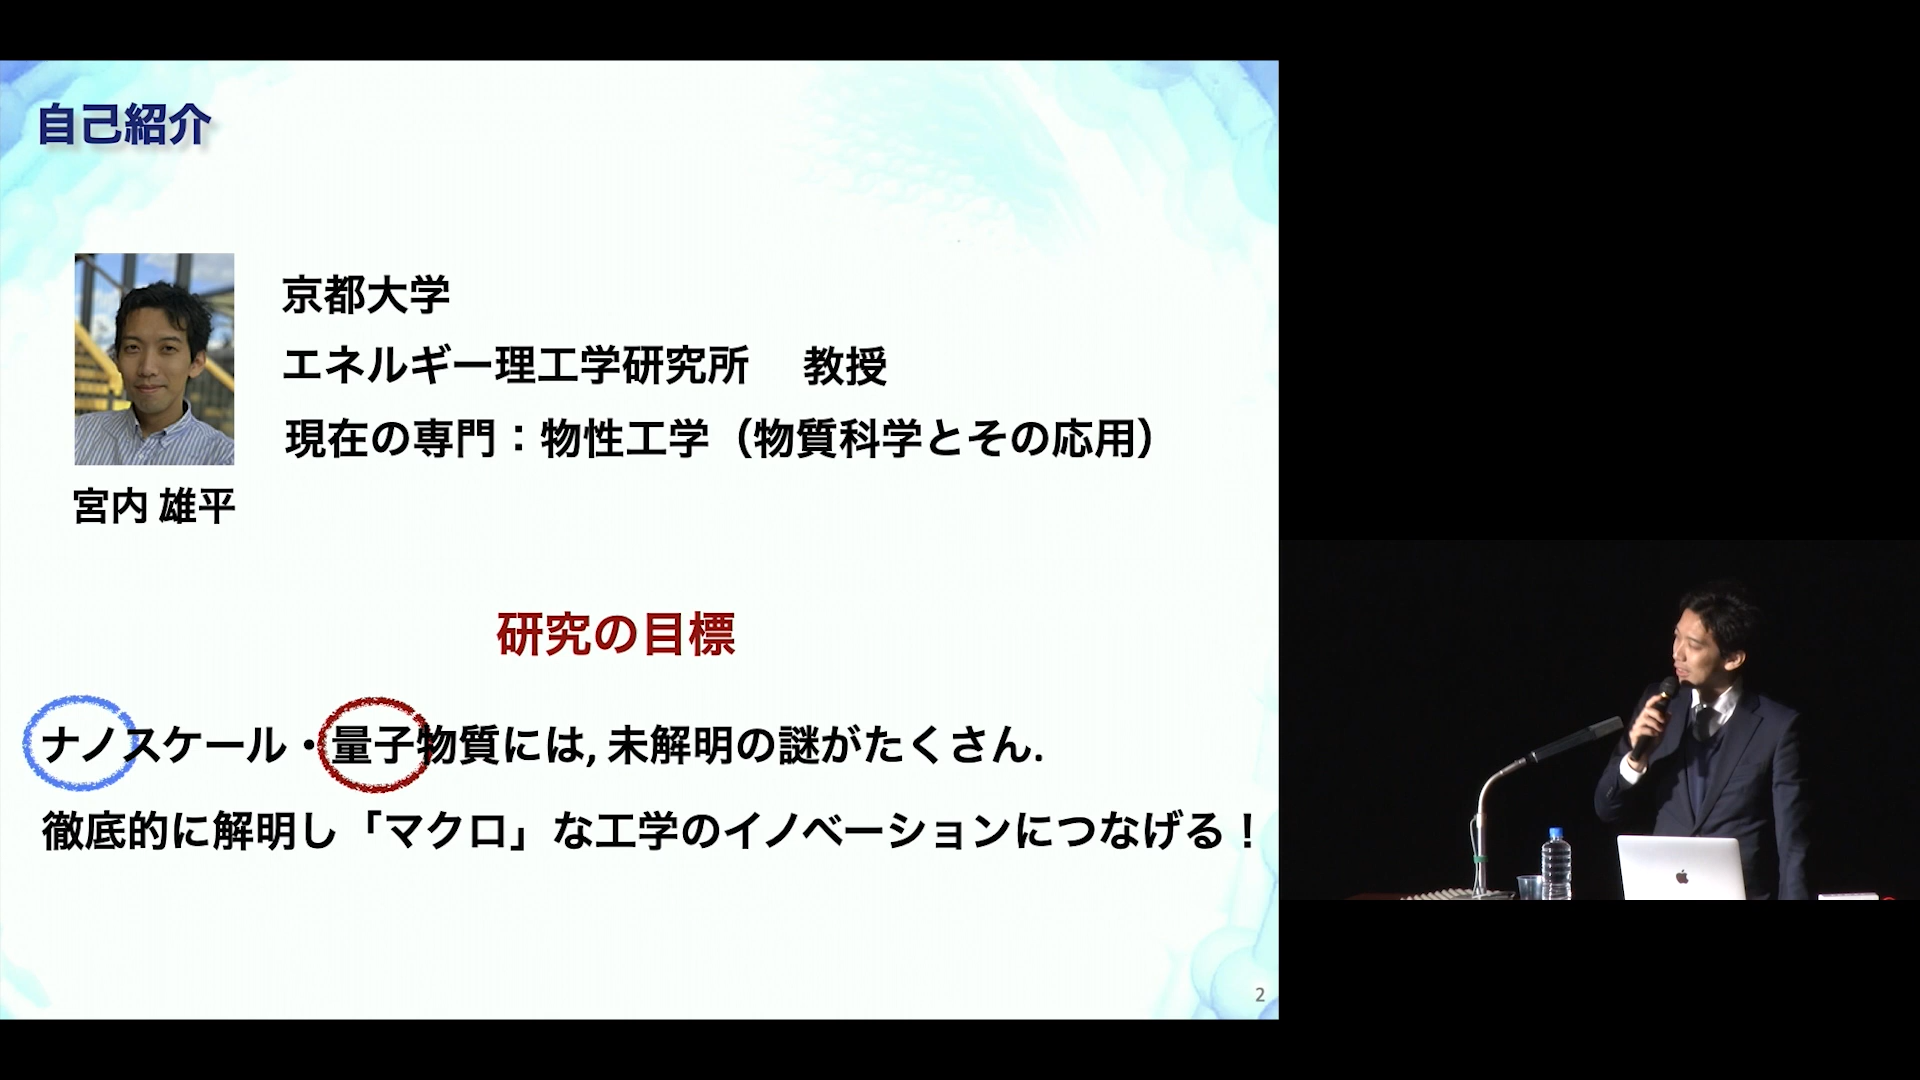 自己紹介
京都大学
エネルギー理工学研究所　教授
現在の専門：物性工学（物質科学とその応用）
宮内 雄平
研究の目標
ナノスケール・量子物質には, 未解明の謎がたくさん.
徹底的に解明し「マクロ」な工学のイノベーションにつなげる！
2